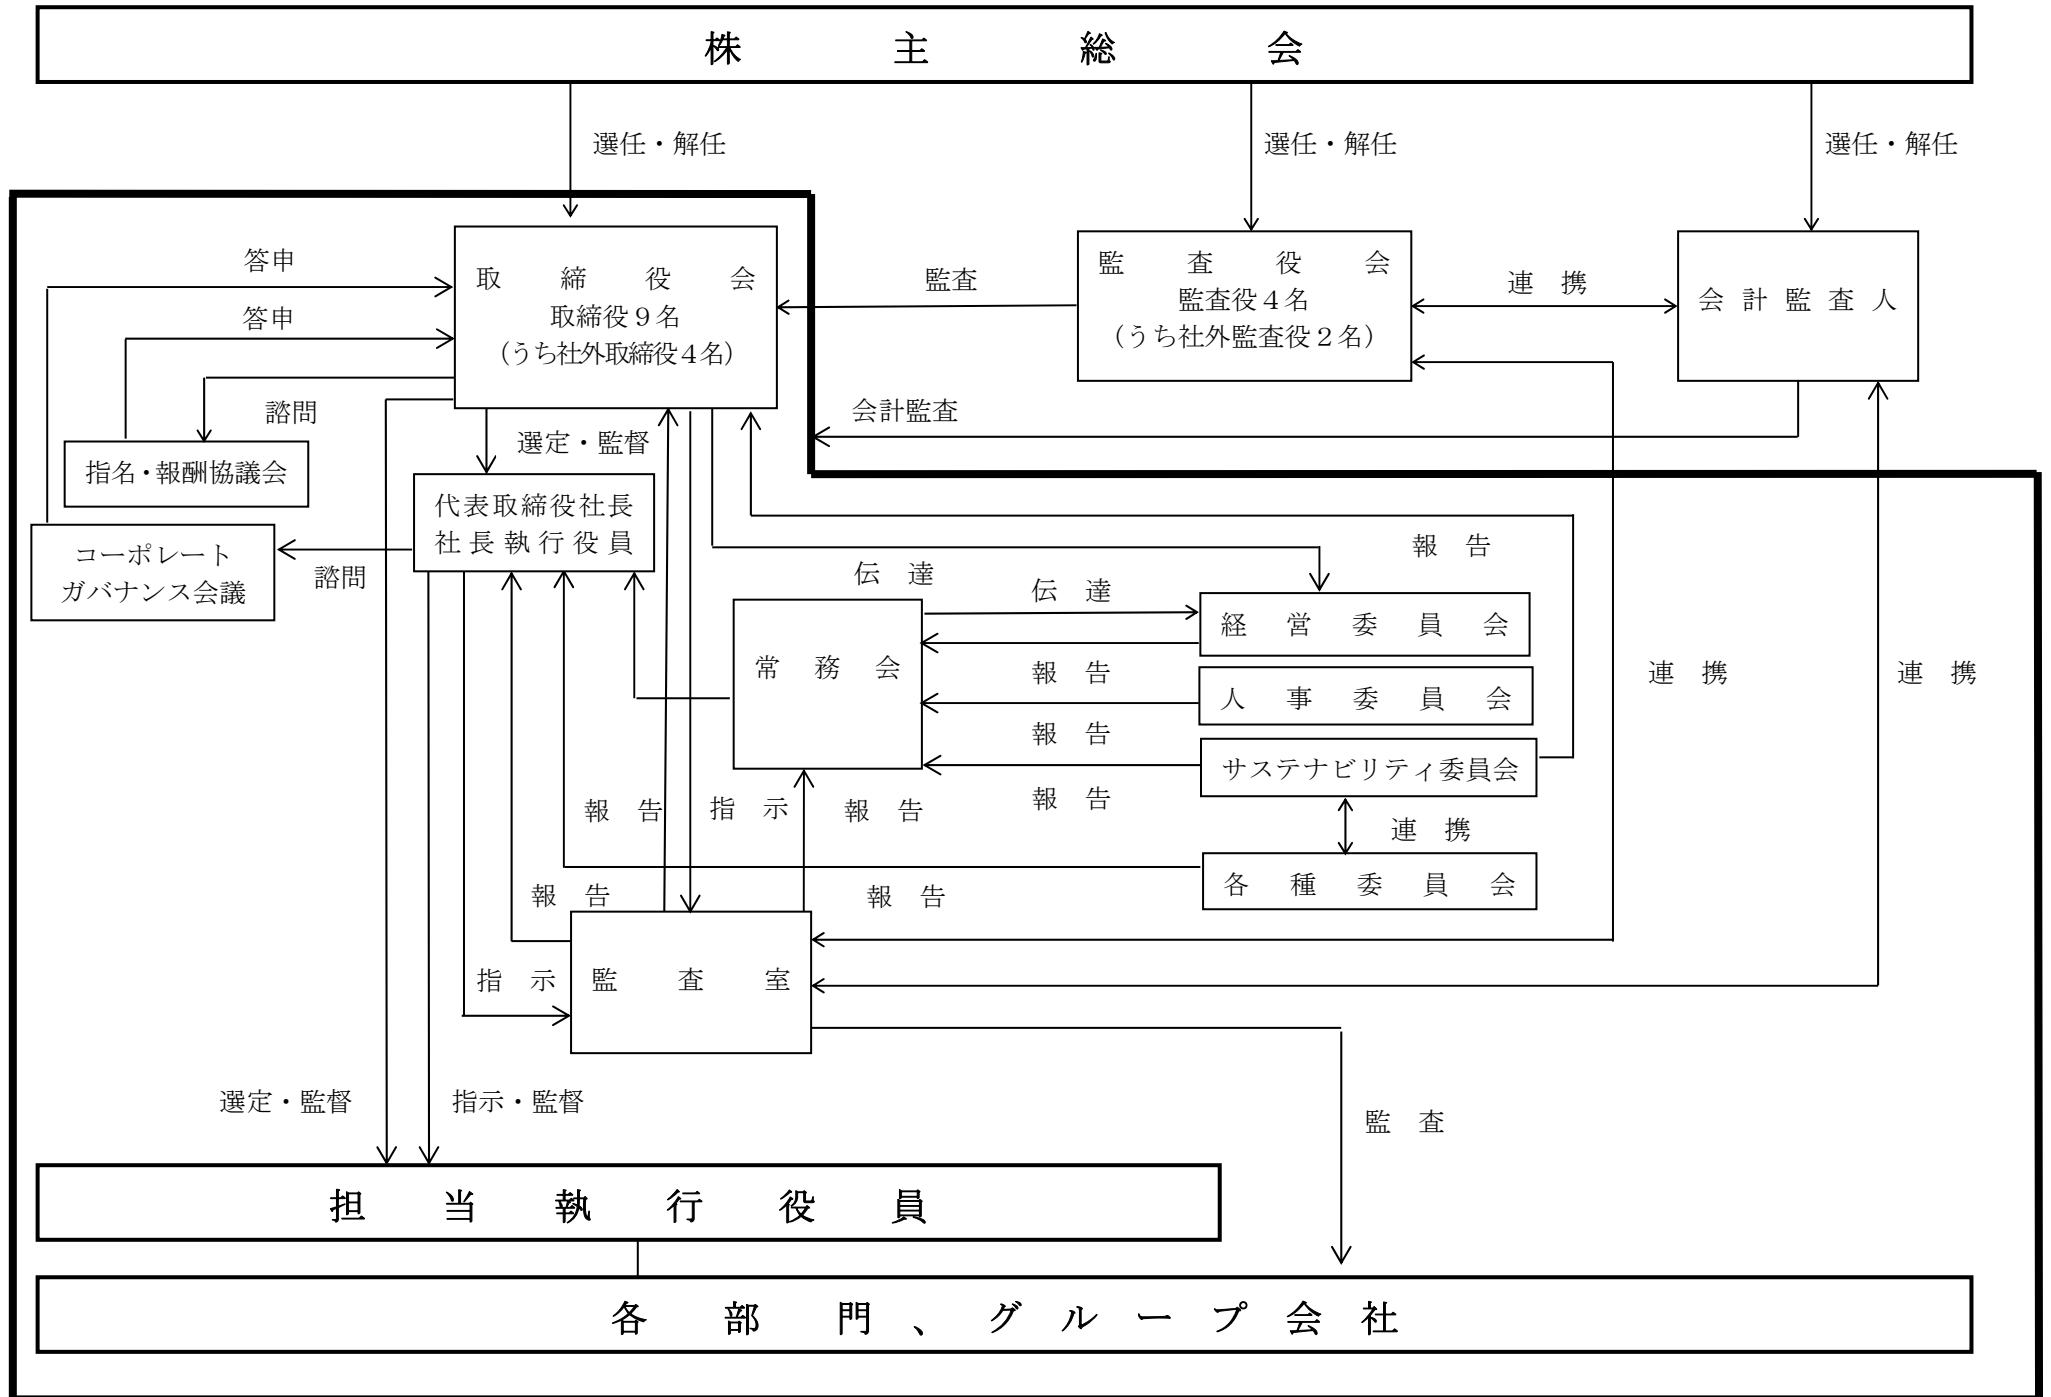 株主総会
選任・解任
選任・解任
選任・解任
答申
答申
諮問
取締役会
取締役９名
（うち社外取締役４名）
監査
監査役会
監査役４名
（うち社外監査役２名）
連携
会計監査人
会計監査
選定・監督
指名・報酬協議会
代表取締役社長
社長執行役員
コーポレート
ガバナンス会議
諮問
報告
伝達
伝達
経営委員会
常務会
報告
人事委員会
連携
連携
報告
サステナビリティ委員会
報告
報告
指示
報告
連携
各種委員会
報告
報告
指示
監査室
選定・監督
指示・監督
監査
担当執行役員
各部門、グループ会社